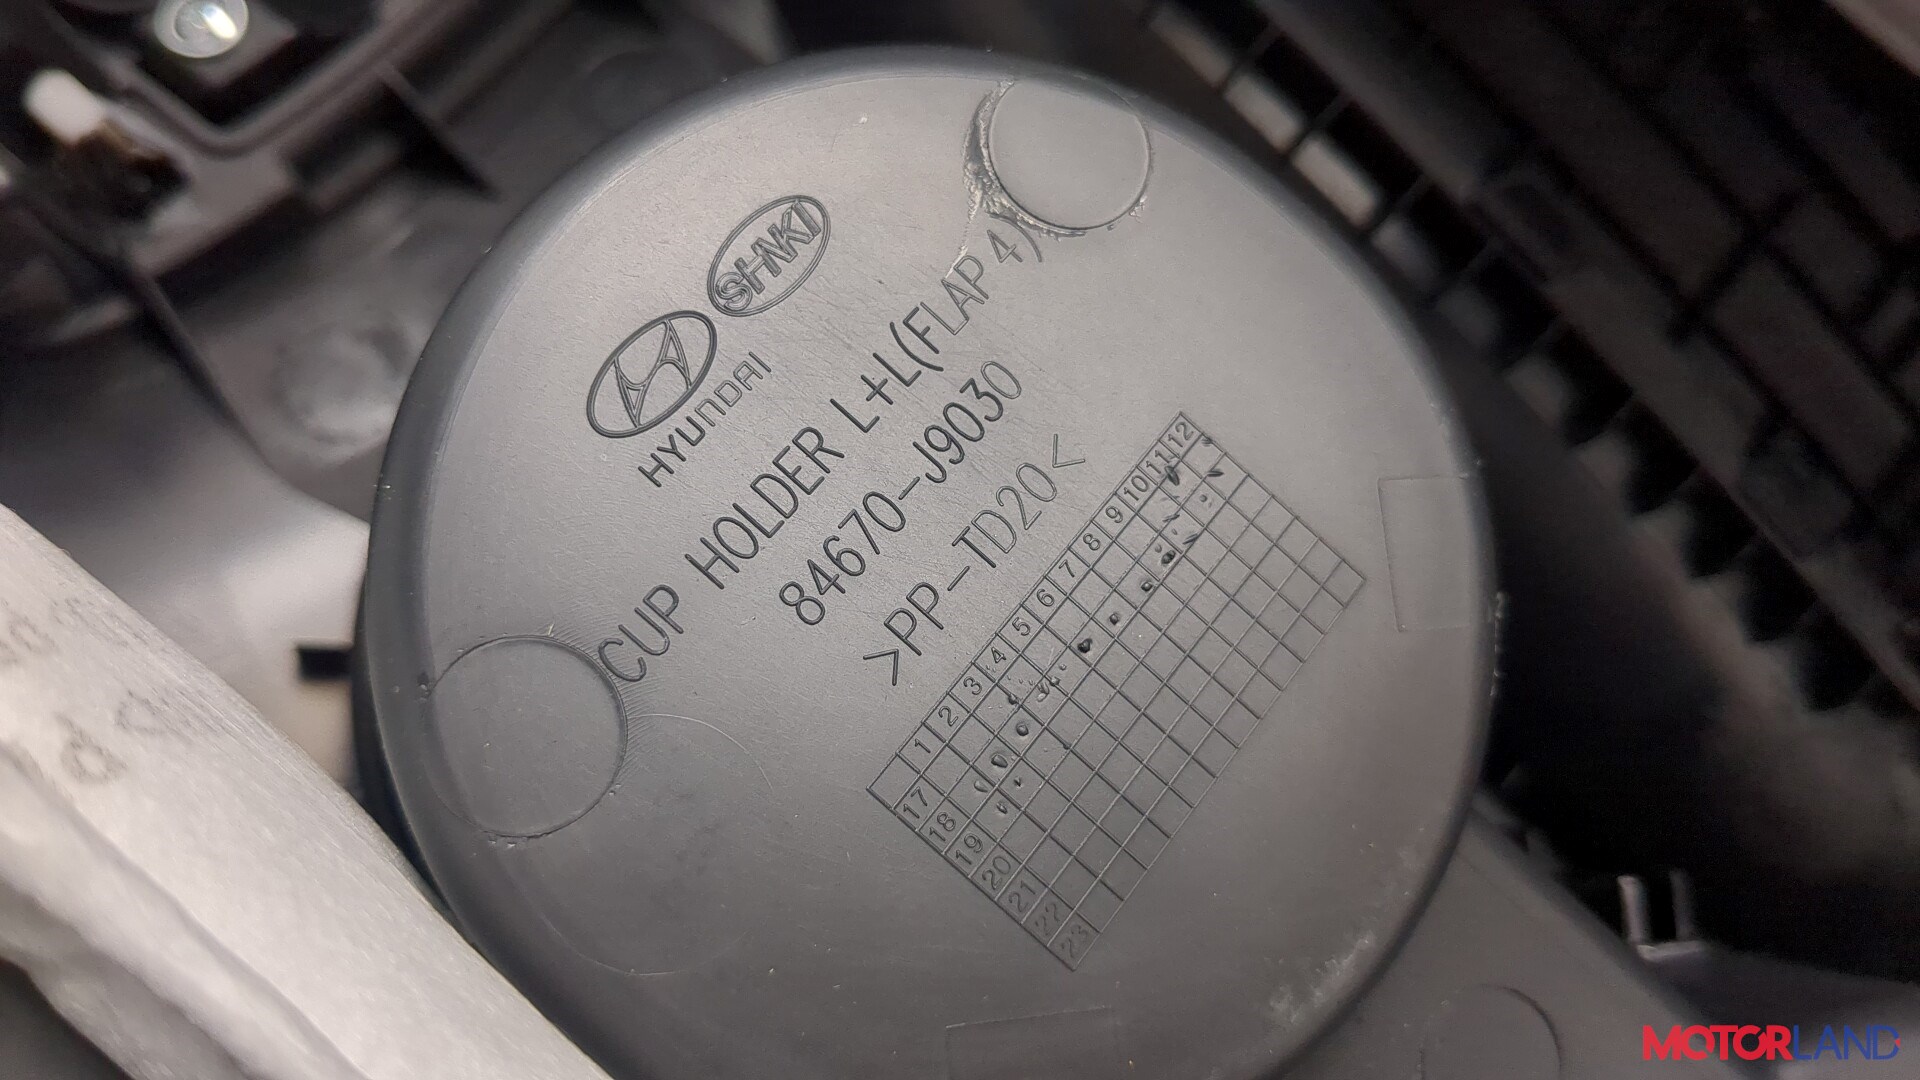 SHNKI
HYUNDAI
CUP HOLDER L+L(FLAP 4)
84670-J9030
>PP-TD20<
1 2 3 4 5 6 7 8 9 10 11 12
17
18
19
20
21
22
23
MOTORLAND